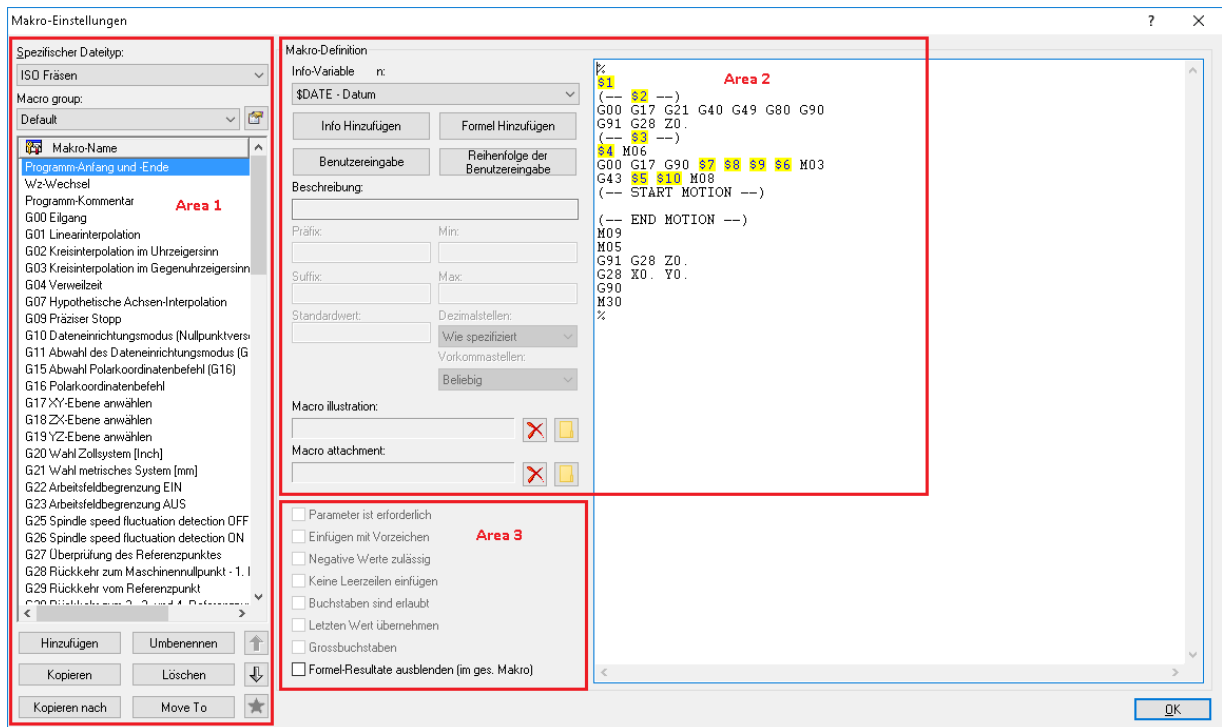 Makro-Einstellungen
Spezifischer Dateityp:
ISO Fräsen
Macro group:
Default
Makro-Name
Programm-Anfang und -Ende
Wz-Wechsel
Programm-Kommentar
Area 1
G00 Eilgang
G01 Linearinterpolation
G02 Kreisinterpolation im Uhrzeigersinn
G03 Kreisinterpolation im Gegenuhrzeigersinn
G04 Verweilzeit
G07 Hypothetische Achsen-Interpolation
G09 Präziser Stopp
G10 Dateneinrichtungsmodus (Nullpunktvers
G11 Abwahl des Dateneinrichtungsmodus (G
G15 Abwahl Polarkoordinatenbefehl (G16)
G16 Polarkoordinatenbefehl
G17 XY-Ebene anwählen
G18 ZX-Ebene anwählen
G19 YZ-Ebene anwählen
G20 Wahl Zollsystem [Inch]
G21 Wahl metrisches System [mm]
G22 Arbeitsfeldbegrenzung EIN
G23 Arbeitsfeldbegrenzung AUS
G25 Spindle speed fluctuation detection OFF
G26 Spindle speed fluctuation detection ON
G27 Überprüfung des Referenzpunktes
G28 Rückkehr zum Maschinennullpunkt - 1.
G29 Rückkehr vom Referenzpunkt
Hinzufügen
Umbenennen
Kopieren
Löschen
Kopieren nach
Move To
Makro-Definition
Info-Variable n:
$DATE - Datum
Info Hinzufügen
Formel Hinzufügen
Benutzereingabe
Reihenfolge der
Benutzereingabe
Beschreibung:
Präfix:
Min:
Suffix:
Max:
Standardwert:
Dezimalstellen:
Wie spezifiziert
Vorkommastellen:
Beliebig
Macro illustration:
Macro attachment:
Parameter ist erforderlich
Einfügen mit Vorzeichen
Area 3
Negative Werte zulässig
Keine Leerzeilen einfügen
Buchstaben sind erlaubt
Letzten Wert übernehmen
Grossbuchstaben
Formel-Resultate ausblenden (im ges. Makro)
%
Area 2
$1
(-- $2 --)
G00 G17 G21 G40 G49 G80 G90
G91 G28 Z0.
(-- $3 --)
$4 M06
G00 G17 G90 $7 $8 $9 $6 M03
G43 $5 $10 M08
(-- START MOTION --)
(-- END MOTION --)
M09
M05
G91 G28 Z0.
G28 X0. Y0.
G90
M30
%
OK